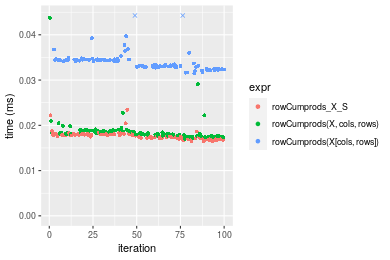 0.04
0.03
0.02
0.01
0.00
time (ms)
0
25
50
75
100
iteration
expr
rowCumprods_X_S
rowCumprods(X, cols, rows)
rowCumprods(X[cols, rows])